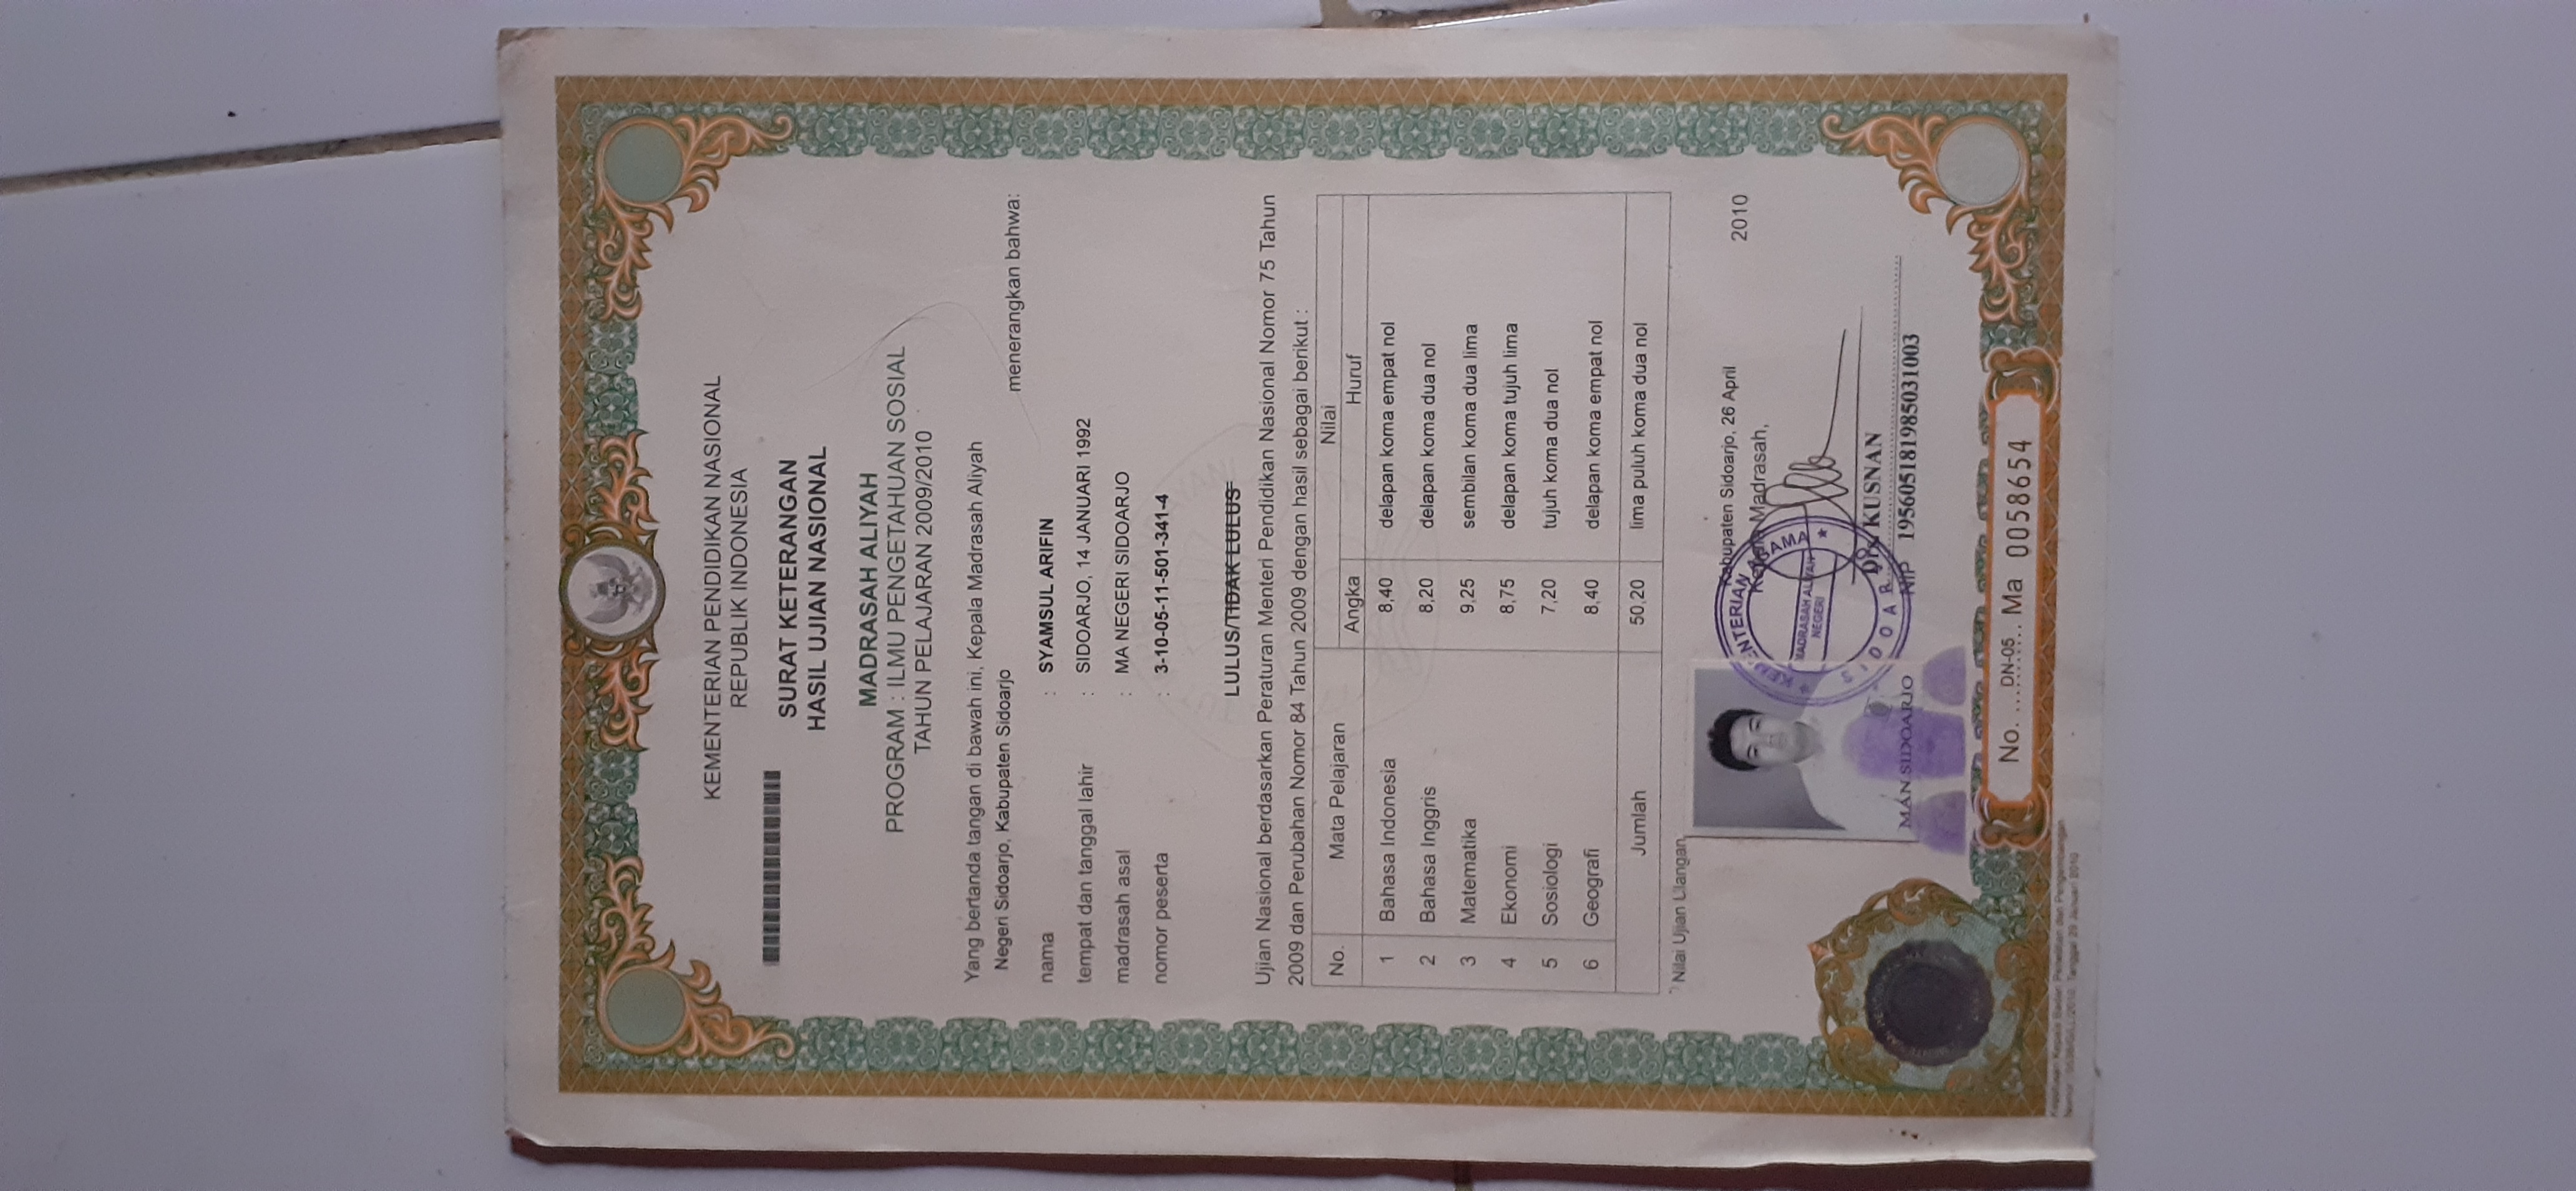 KEMENTERIAN PENDIDIKAN NASIONAL
REPUBLIK INDONESIA
SURAT KETERANGAN
HASIL UJIAN NASIONAL
MADRASAH ALIYAH
PROGRAM : ILMU PENGETAHUAN SOSIAL
TAHUN PELAJARAN 2009/2010
Yang bertanda tangan di bawah ini, Kepala Madrasah Aliyah
Negeri Sidoarjo, Kabupaten Sidoarjo menerangkan bahwa:
nama : SYAMSUL ARIFIN
tempat dan tanggal lahir : SIDOARJO, 14 JANUARI 1992
madrasah asal : MA NEGERI SIDOARJO
nomor peserta : 3-10-05-11-501-341-4
LULUS/TIDAK LULUS
Ujian Nasional berdasarkan Peraturan Menteri Pendidikan Nasional Nomor 75 Tahun
2009 dan Perubahan Nomor 84 Tahun 2009 dengan hasil sebagai berikut :
No. Mata Pelajaran Nilai
Angka Huruf
1 Bahasa Indonesia 8,40 delapan koma empat nol
2 Bahasa Inggris 8,20 delapan koma dua nol
3 Matematika 9,25 sembilan koma dua lima
4 Ekonomi 8,75 delapan koma tujuh lima
5 Sosiologi 7,20 tujuh koma dua nol
6 Geografi 8,40 delapan koma empat nol
Jumlah 50,20 lima puluh koma dua nol
*) Nilai Ujian Ulangan
Kabupaten Sidoarjo, 26 April 2010
Kepala Madrasah,
KEMENTERIAN AGAMA
MADRASAH ALIYAH
NEGERI
SIDOARJO
Drs. KUSNAN
MAN SIDOARJO
NIP 195605181985031003
No. ....DN-05.. Ma 0058654
Keputusan Kepala Badan Penelitian dan Pengembangan
Tanggal 29 Januari 2010